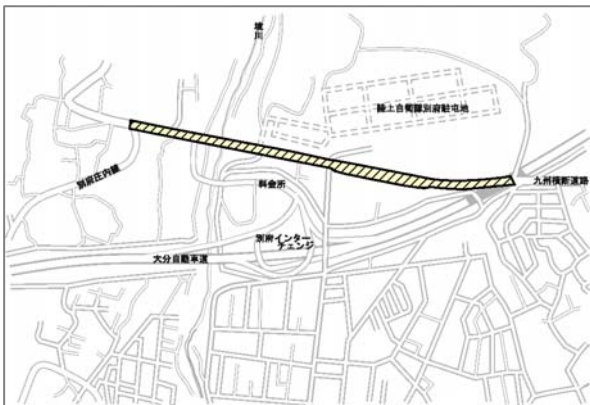 境川
陸上自衛隊別府駐屯地
九州横断道路
別府庄内線
料金所
別府インター
チェンジ
大分自動車道